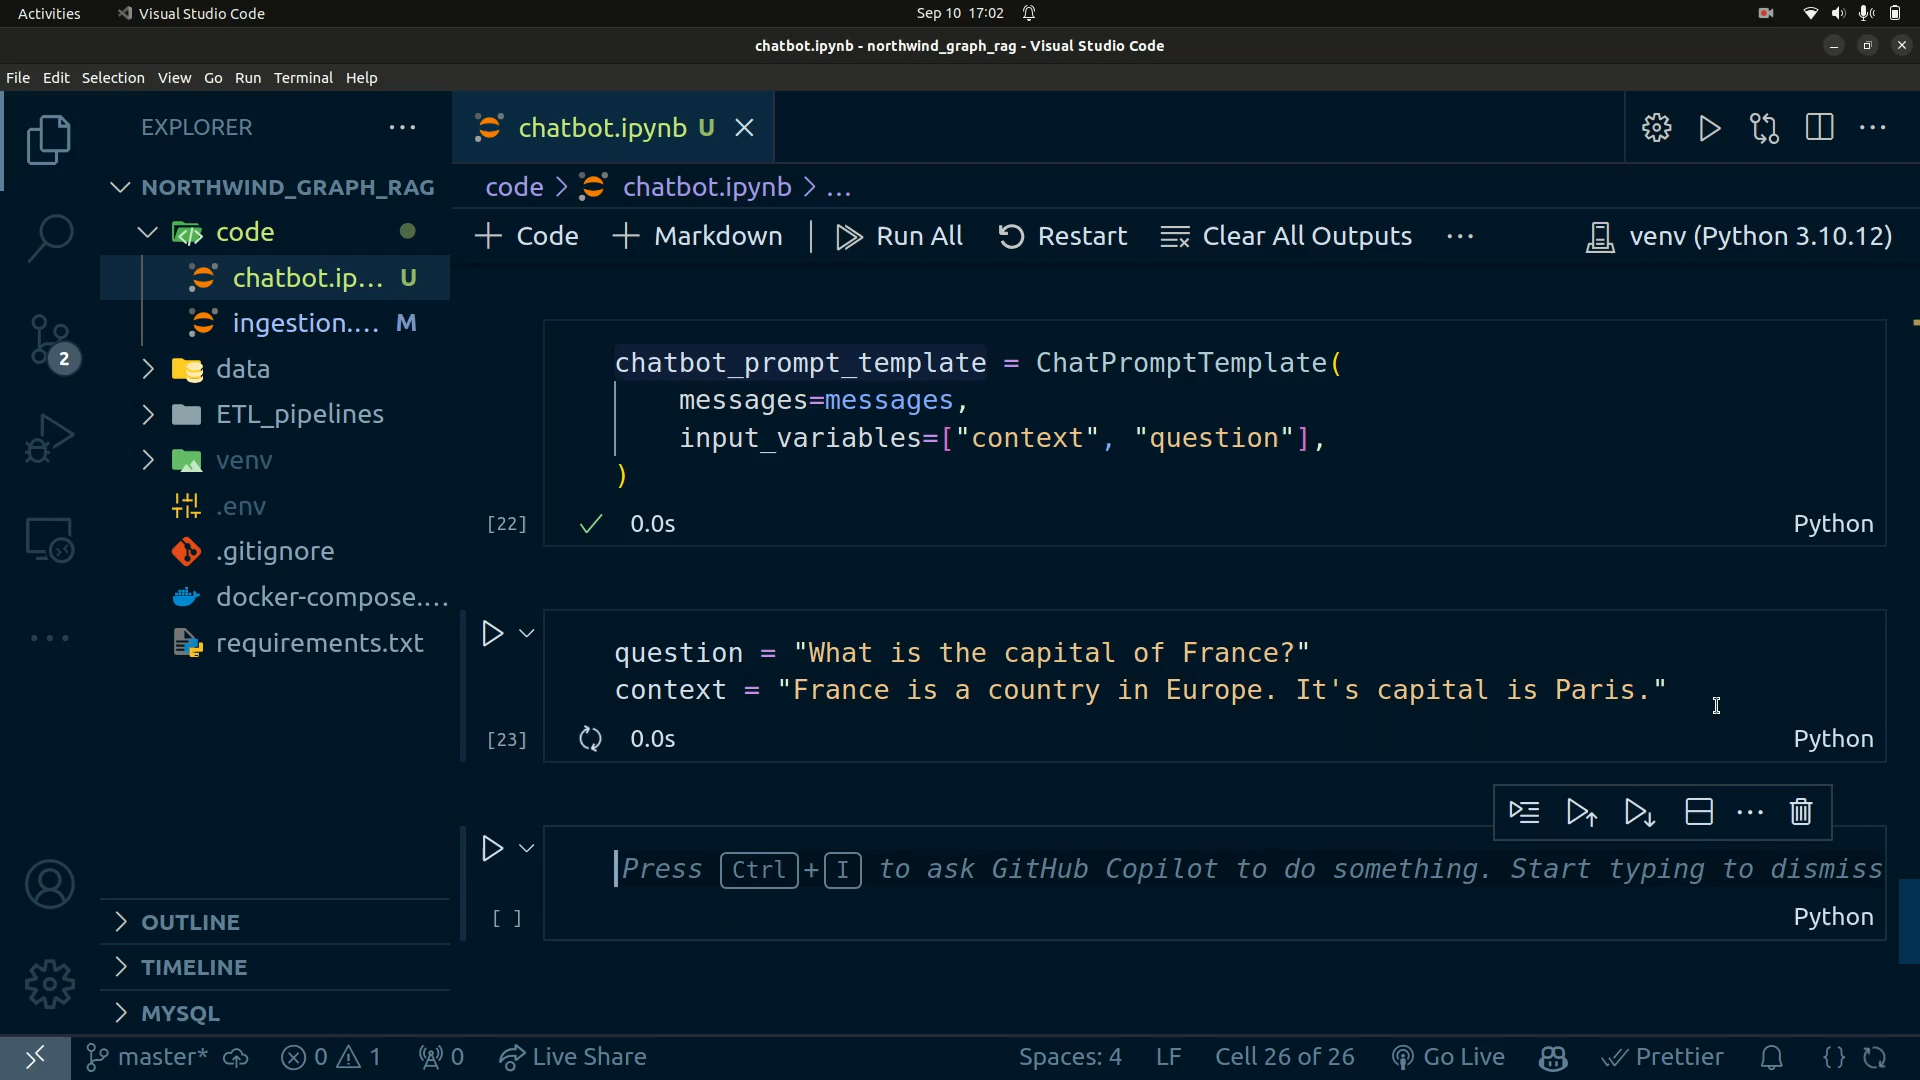 Activities
Visual Studio Code
Sep 10 17:02
chatbot.ipynb - northwind_graph_rag - Visual Studio Code
File Edit Selection View Go Run Terminal Help
EXPLORER
chatbot.ipynb U
NORTHWIND_GRAPH_RAG
code
chatbot.ip... U
ingestion.... M
data
ETL_pipelines
venv
.env
.gitignore
docker-compose....
requirements.txt
OUTLINE
TIMELINE
MYSQL
2
code > chatbot.ipynb > ...
+ Code + Markdown Run All Restart Clear All Outputs ... venv (Python 3.10.12)
chatbot_prompt_template = ChatPromptTemplate(
messages=messages,
input_variables=["context", "question"],
)
[22] 0.0s Python
question = "What is the capital of France?"
context = "France is a country in Europe. It's capital is Paris."
[23] 0.0s Python
Press Ctrl+I to ask GitHub Copilot to do something. Start typing to dismiss
[ ] Python
master* 0 1 0 Live Share Spaces: 4 LF Cell 26 of 26 Go Live Prettier {}